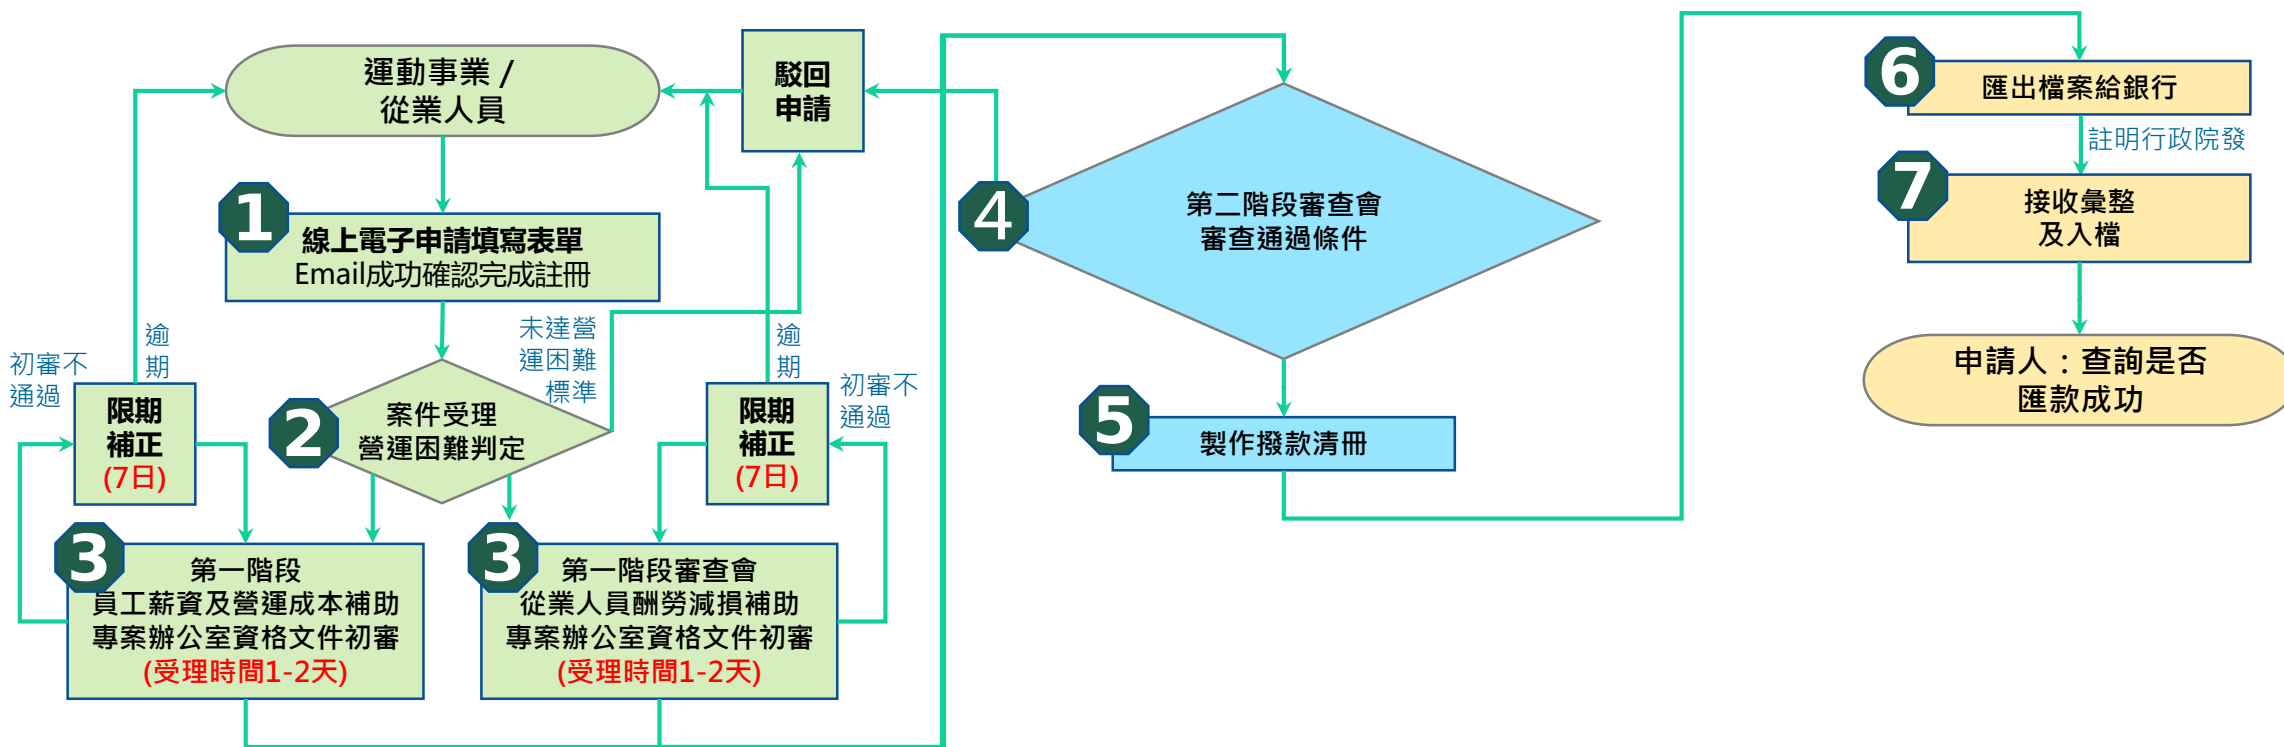 運動事業 /
從業人員
駁回
申請
1
線上電子申請填寫表單
Email成功確認完成註冊
初審不
通過
逾
期
限期
補正
(7日)
2
案件受理
營運困難判定
未達營
運困難
標準
逾
期
限期
補正
(7日)
初審不
通過
3
第一階段
員工薪資及營運成本補助
專案辦公室資格文件初審
(受理時間1-2天)
3
第一階段審查會
從業人員酬勞減損補助
專案辦公室資格文件初審
(受理時間1-2天)
4
第二階段審查會
審查通過條件
5
製作撥款清冊
6
匯出檔案給銀行
註明行政院發
7
接收彙整
及入檔
申請人：查詢是否
匯款成功